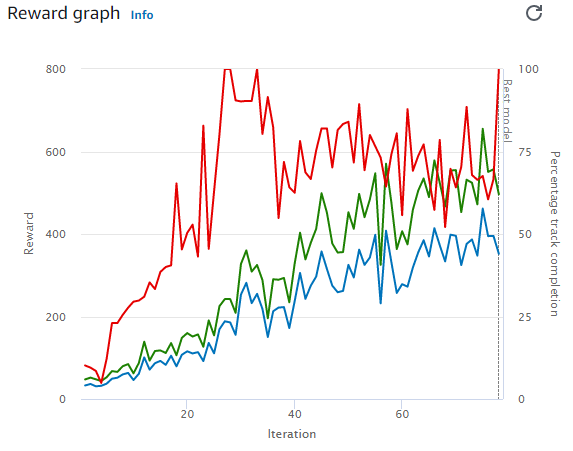 Reward graph Info
800
600
400
200
0
Reward
20
40
60
Iteration
100
75
50
25
0
Percentage track completion
Best model